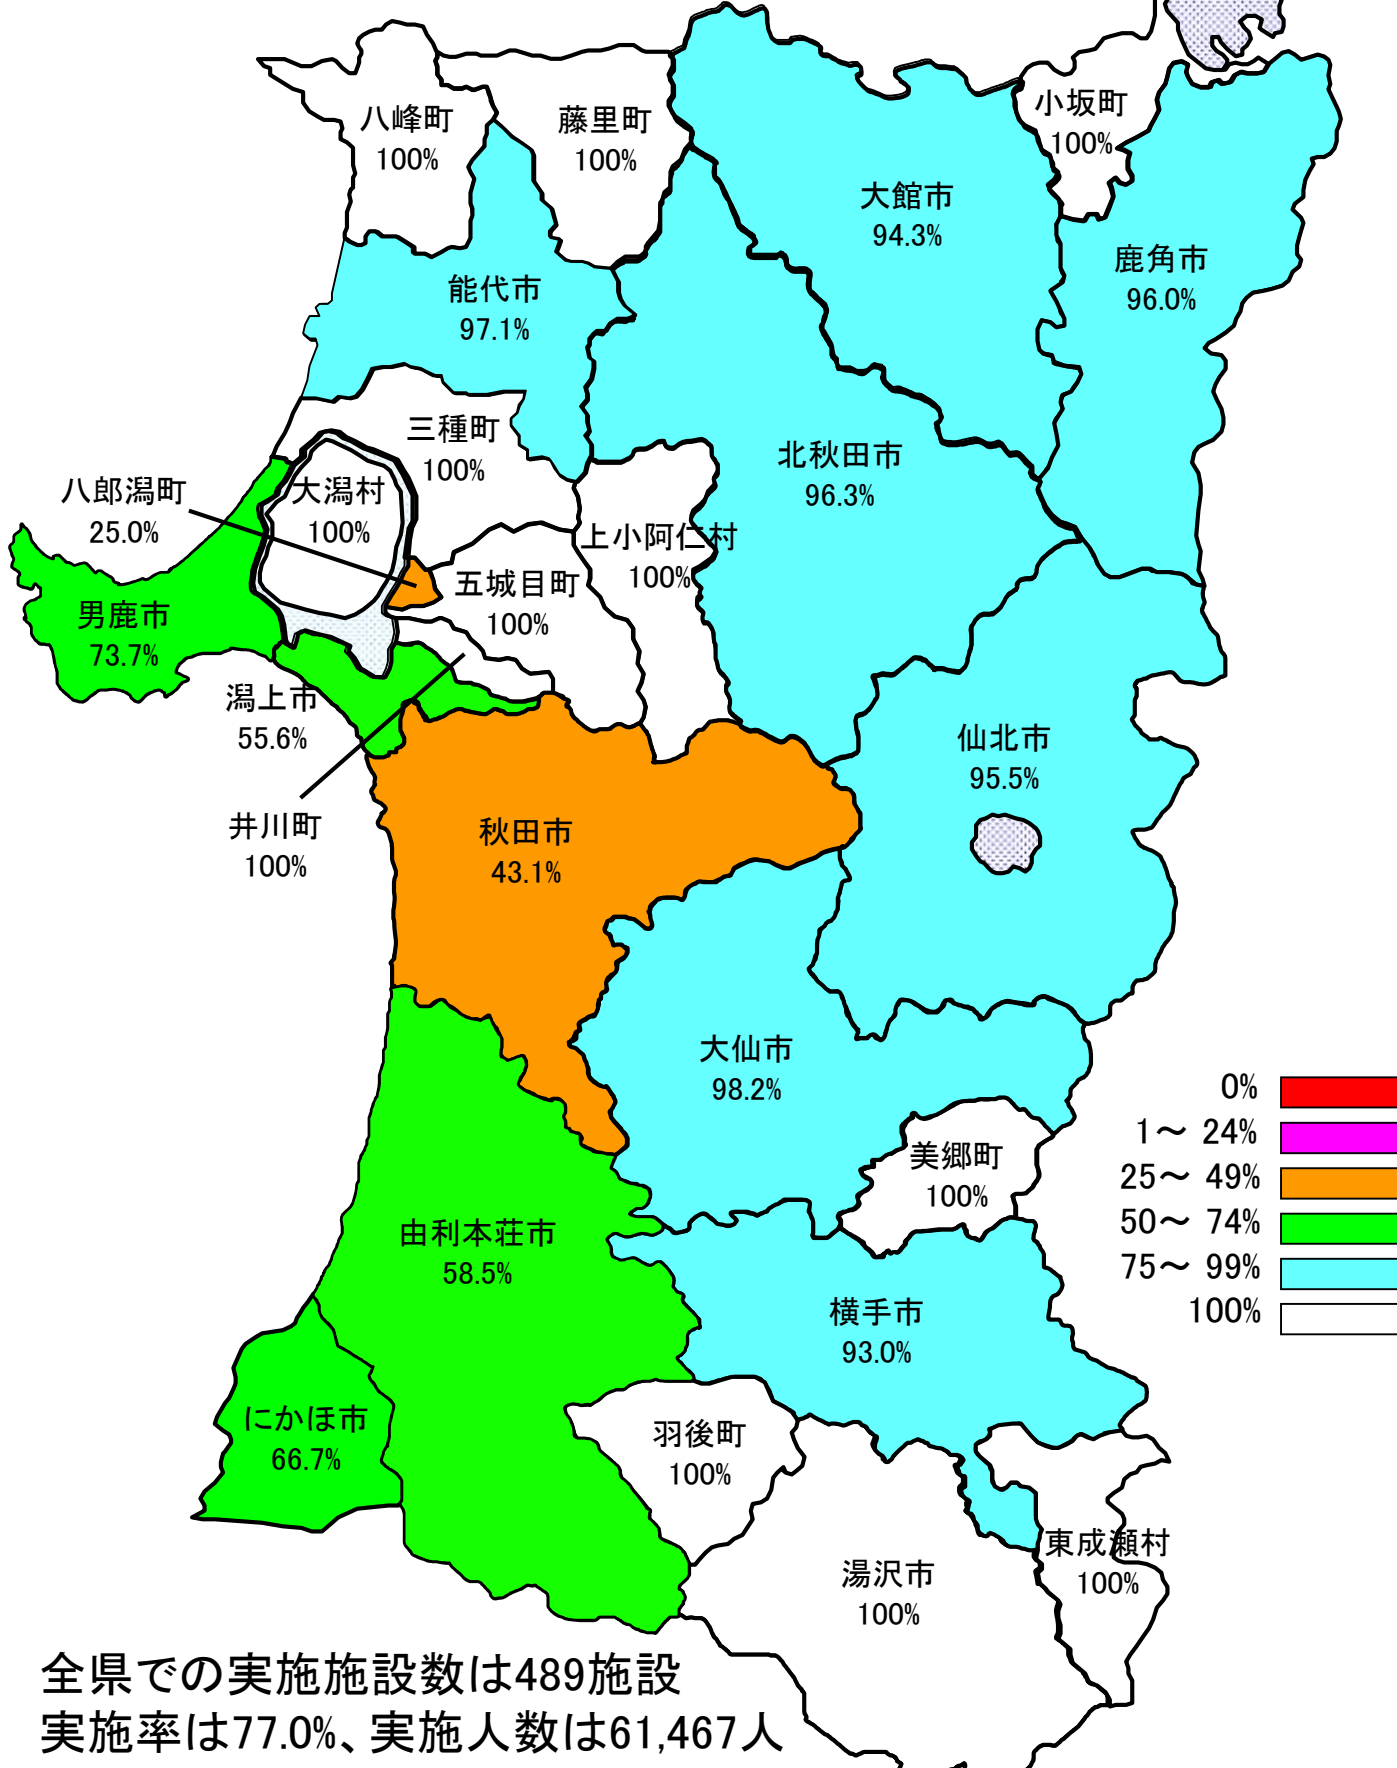 八峰町
100%
藤里町
100%
小坂町
100%
大館市
94.3%
鹿角市
96.0%
能代市
97.1%
三種町
100%
北秋田市
96.3%
八郎潟町
25.0%
大潟村
100%
上小阿仁村
100%
五城目町
100%
男鹿市
73.7%
潟上市
55.6%
仙北市
95.5%
井川町
100%
秋田市
43.1%
大仙市
98.2%
美郷町
100%
0%
1～ 24%
25～ 49%
50～ 74%
75～ 99%
100%
由利本荘市
58.5%
横手市
93.0%
にかほ市
66.7%
羽後町
100%
東成瀬村
100%
湯沢市
100%
全県での実施施設数は489施設
実施率は77.0%、実施人数は61,467人